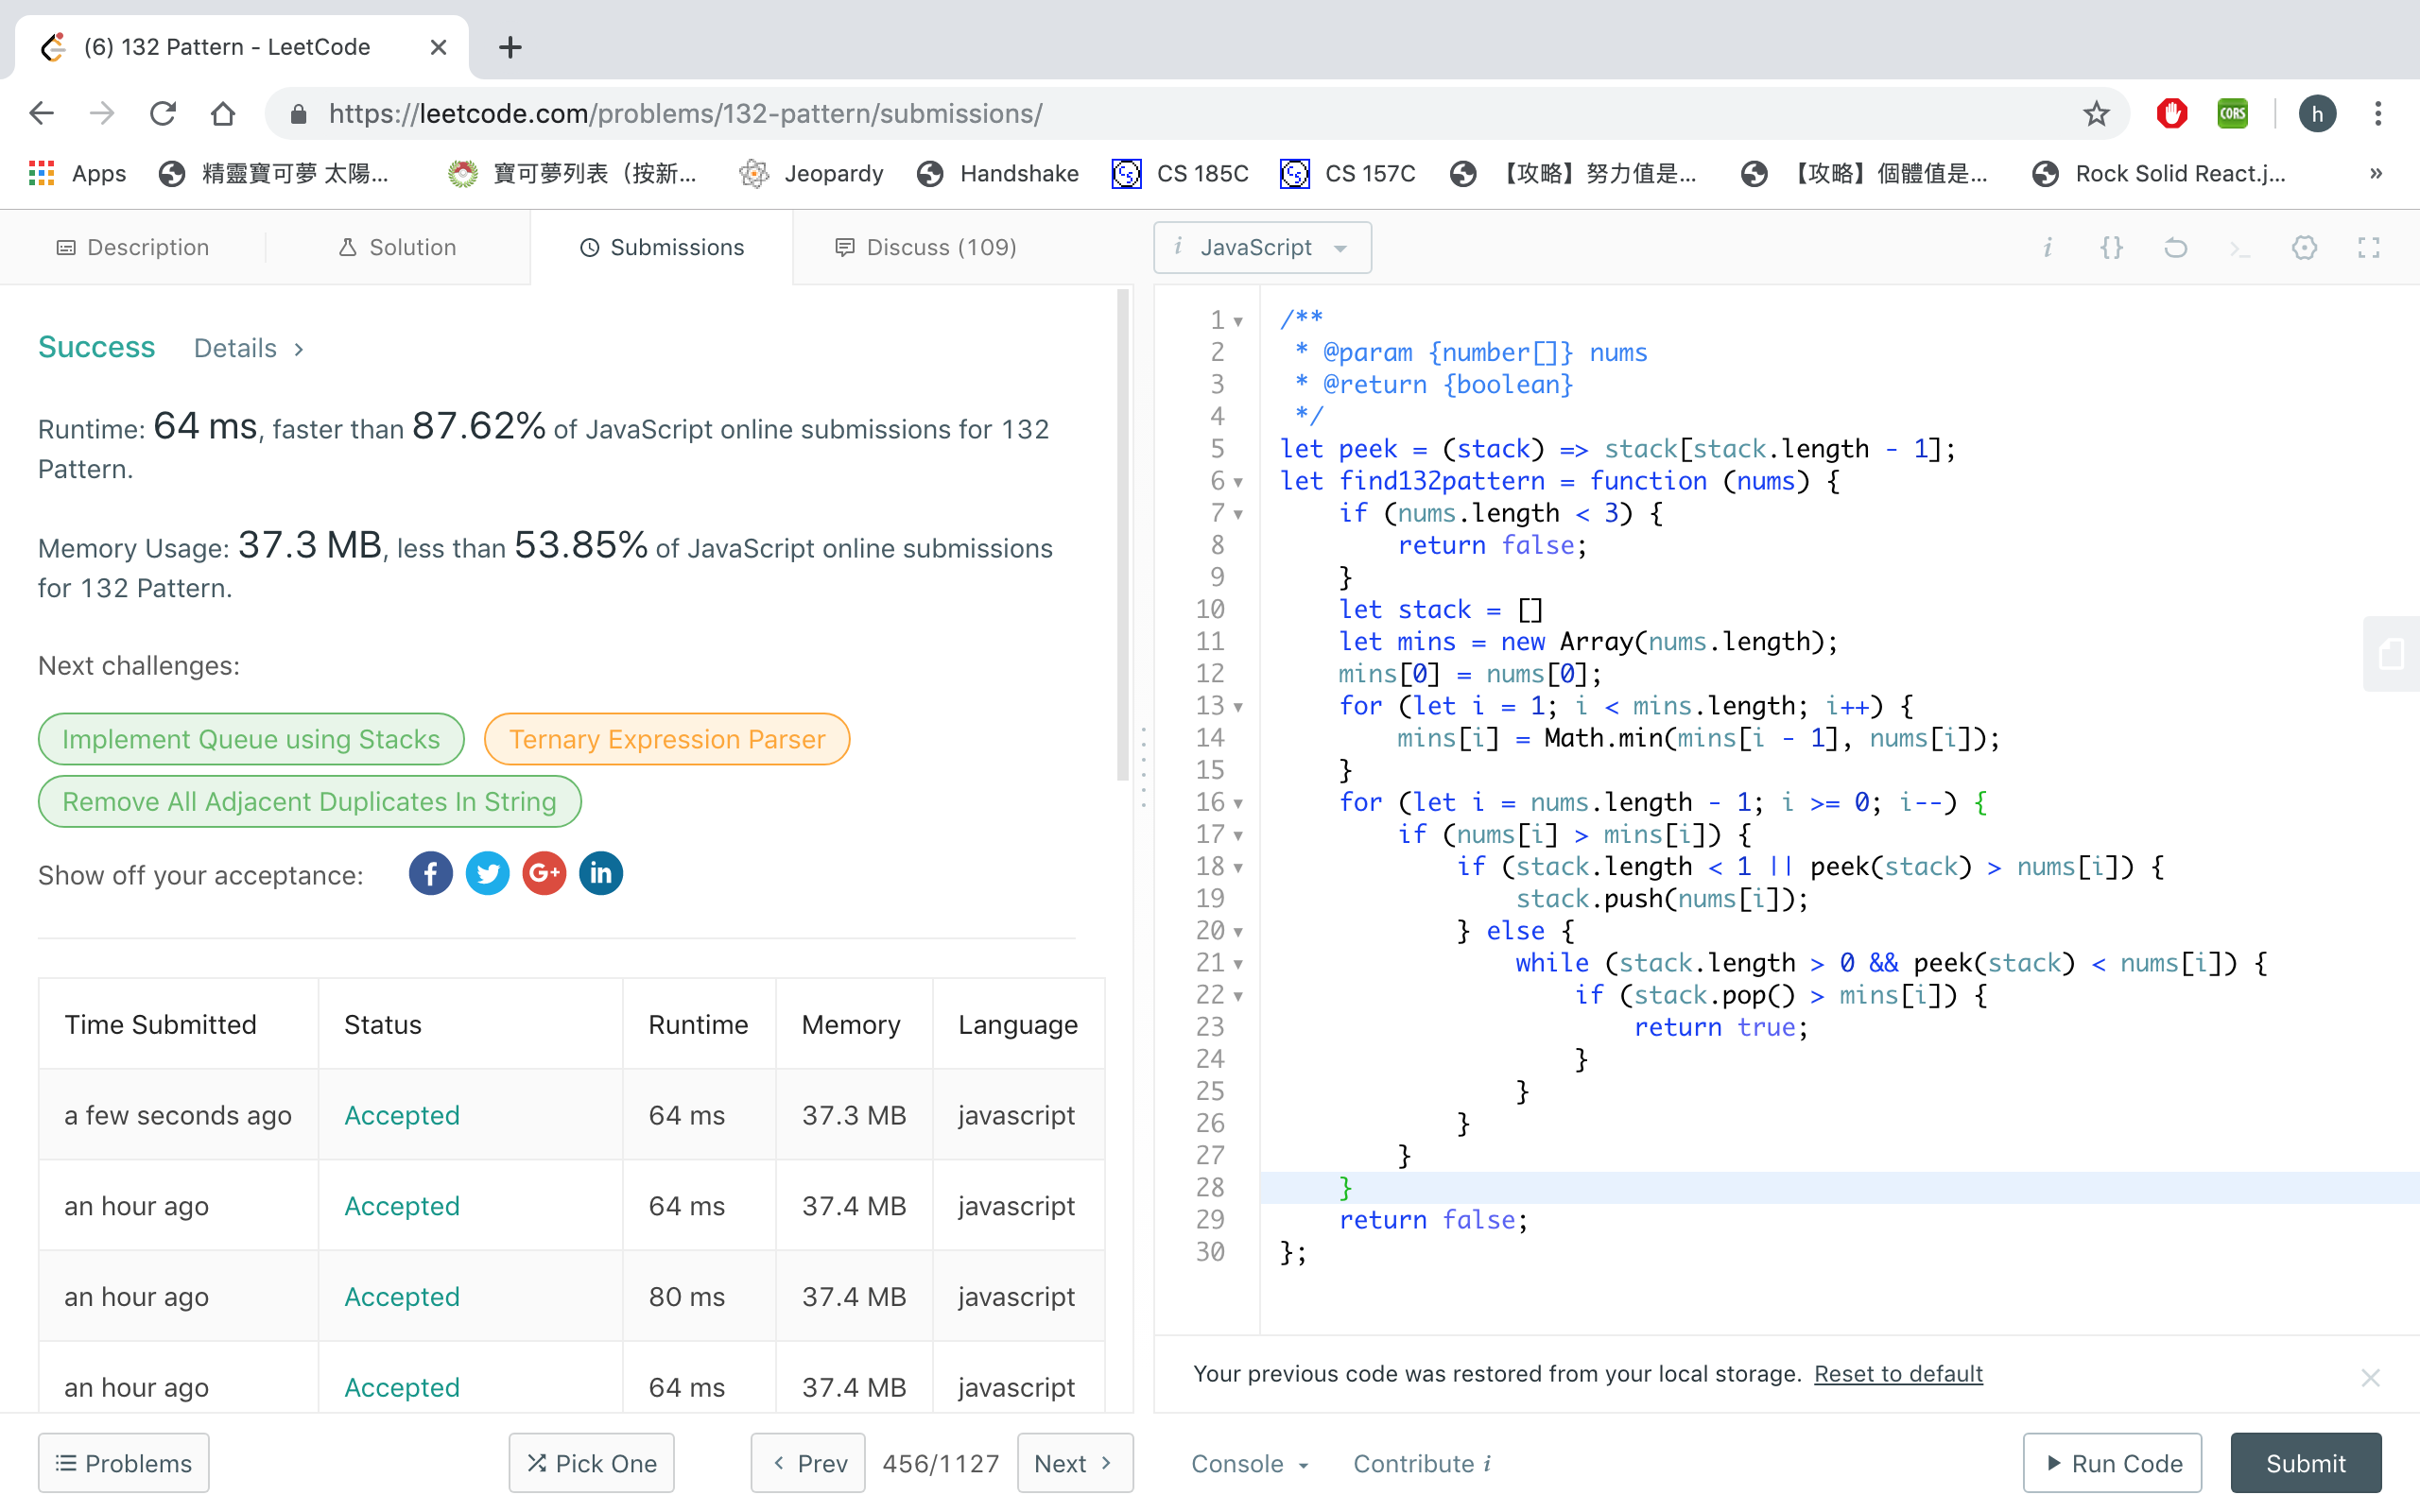 (6) 132 Pattern - LeetCode
https://leetcode.com/problems/132-pattern/submissions/
CORS
h
Apps 精靈寶可夢 太陽... 寶可夢列表（按新... Jeopardy Handshake CS 185C CS 157C 【攻略】努力值是... 【攻略】個體值是... Rock Solid React.j... »
Description Solution Submissions Discuss (109)
i JavaScript
i {} >_
Success Details >
Runtime: 64 ms, faster than 87.62% of JavaScript online submissions for 132
Pattern.
Memory Usage: 37.3 MB, less than 53.85% of JavaScript online submissions
for 132 Pattern.
Next challenges:
Implement Queue using Stacks Ternary Expression Parser
Remove All Adjacent Duplicates In String
Show off your acceptance: f G+ in
Time Submitted Status Runtime Memory Language
a few seconds ago Accepted 64 ms 37.3 MB javascript
an hour ago Accepted 64 ms 37.4 MB javascript
an hour ago Accepted 80 ms 37.4 MB javascript
an hour ago Accepted 64 ms 37.4 MB javascript
1 /**
2  * @param {number[]} nums
3  * @return {boolean}
4  */
5 let peek = (stack) => stack[stack.length - 1];
6 let find132pattern = function (nums) {
7     if (nums.length < 3) {
8         return false;
9     }
10     let stack = []
11     let mins = new Array(nums.length);
12     mins[0] = nums[0];
13     for (let i = 1; i < mins.length; i++) {
14         mins[i] = Math.min(mins[i - 1], nums[i]);
15     }
16     for (let i = nums.length - 1; i >= 0; i--) {
17         if (nums[i] > mins[i]) {
18             if (stack.length < 1 || peek(stack) > nums[i]) {
19                 stack.push(nums[i]);
20             } else {
21                 while (stack.length > 0 && peek(stack) < nums[i]) {
22                     if (stack.pop() > mins[i]) {
23                         return true;
24                     }
25                 }
26             }
27         }
28     }
29     return false;
30 };
Your previous code was restored from your local storage. Reset to default
Problems Pick One < Prev 456/1127 Next > Console Contribute i Run Code Submit